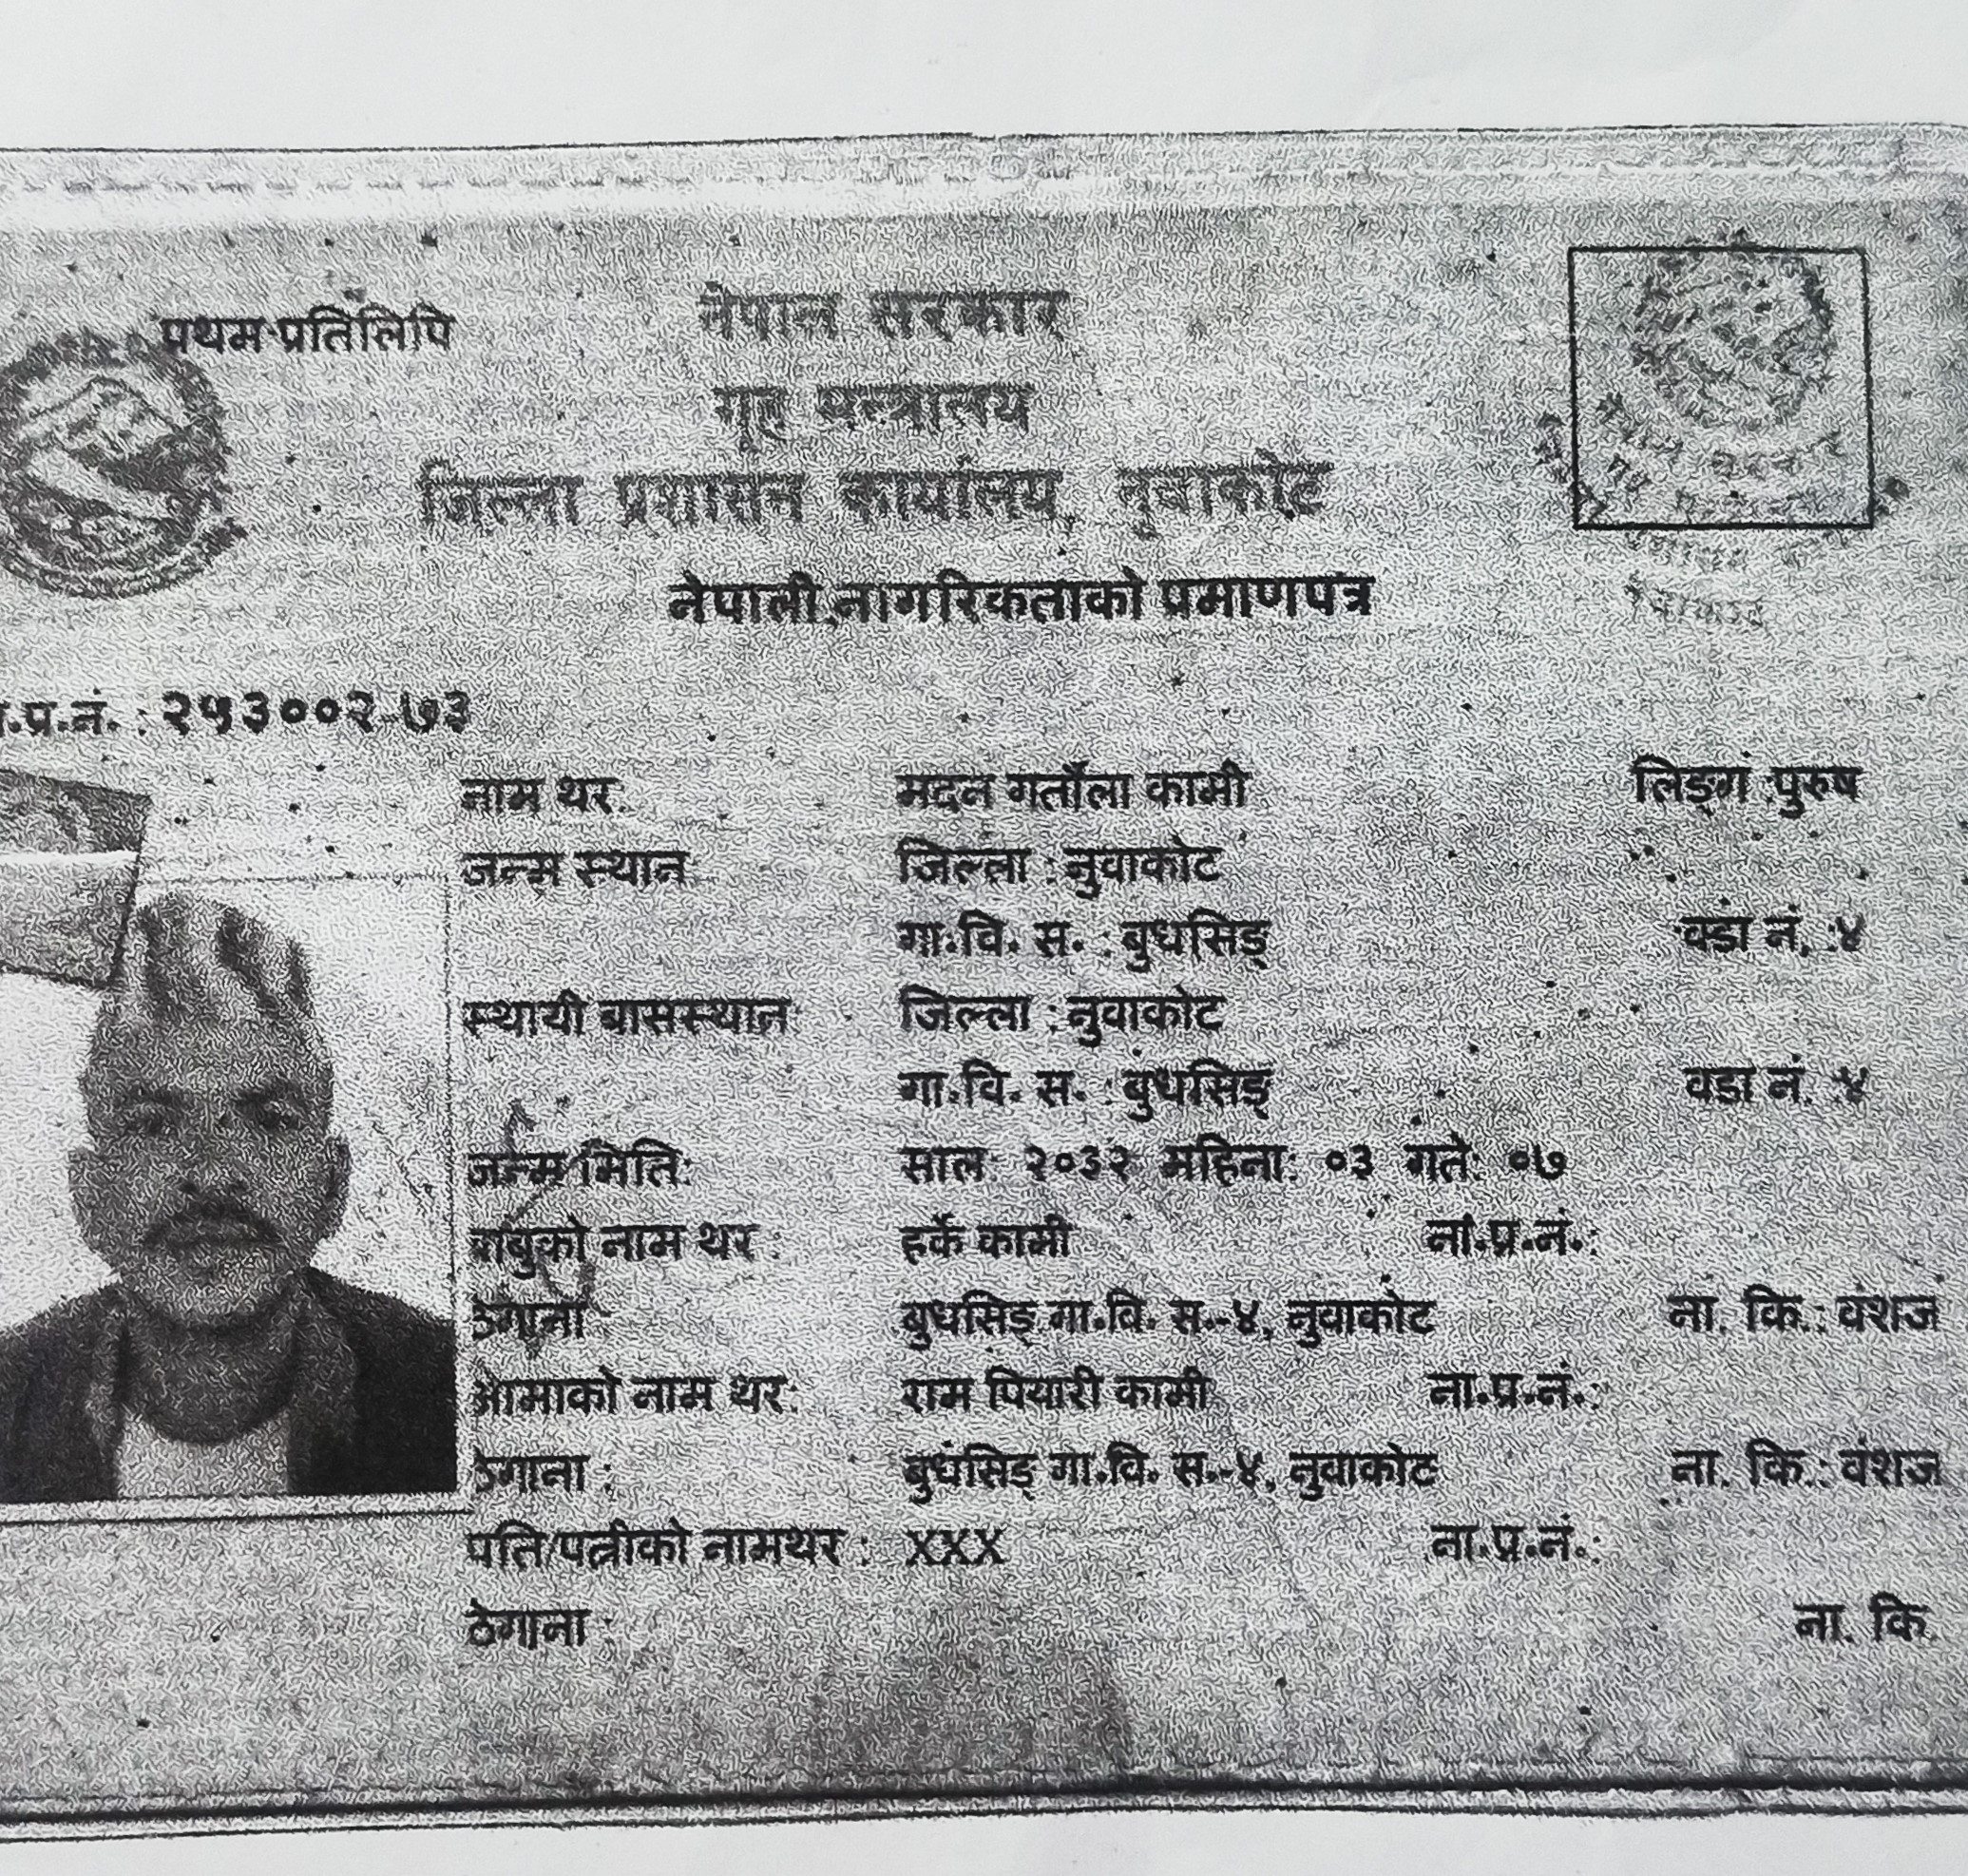 प्रथम प्रतिलिपि
नेपाल सरकार
गृह मन्त्रालय
जिल्ला प्रशासन कार्यालय, नुवाकोट
नेपाली नागरिकताको प्रमाणपत्र
.प्र.नं. : २५३००२-७३
नाम थर: मदन गर्तौला कामी लिङ्ग :पुरुष
जन्म स्थान जिल्ला : नुवाकोट
गा.वि. स. : बुधसिङ् वडा नं. :४
स्थायी बासस्थान: जिल्ला : नुवाकोट
गा.वि. स. : बुधसिङ् वडा नं. :४
जन्म मिति: साल: २०३२ महिना: ०३ गते: ०७
बाबुको नाम थर : हर्के कामी ना.प्र.नं.:
ठेगाना : बुधसिङ् गा.वि. स.-४, नुवाकोट ना. कि.: वंशज
आमाको नाम थर: राम पियारी कामी ना.प्र.नं.:
ठेगाना : बुधसिङ् गा.वि. स.-४, नुवाकोट ना. कि.: वंशज
पति/पत्नीको नामथर : XXX ना.प्र.नं.:
ठेगाना : ना. कि.